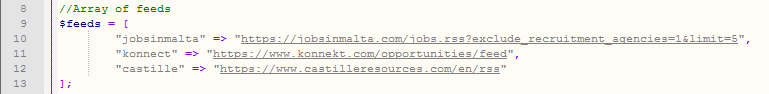 8 //Array of feeds
9 $feeds = [
10 "jobsinmalta" => "https://jobsinmalta.com/jobs.rss?exclude_recruitment_agencies=1&limit=5",
11 "konnect" => "https://www.konnekt.com/opportunities/feed",
12 "castille" => "https://www.castilleresources.com/en/rss"
13 ];